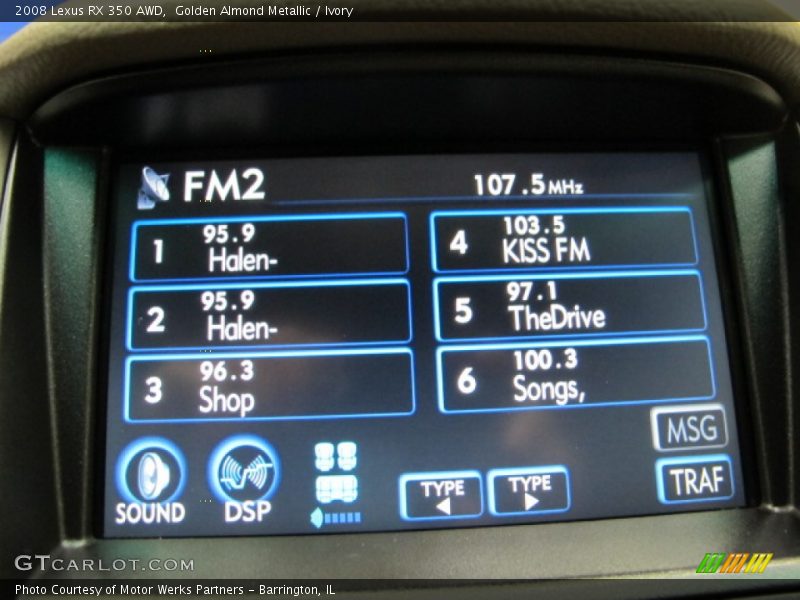 2008 Lexus RX 350 AWD,  Golden Almond Metallic / Ivory
FM2
107.5 MHz
1 95.9 Halen-
2 95.9 Halen-
3 96.3 Shop
4 103.5 KISS FM
5 97.1 TheDrive
6 100.3 Songs,
MSG
TRAF
TYPE
TYPE
SOUND
DSP
GTCARLOT.COM
Photo Courtesy of Motor Werks Partners - Barrington, IL